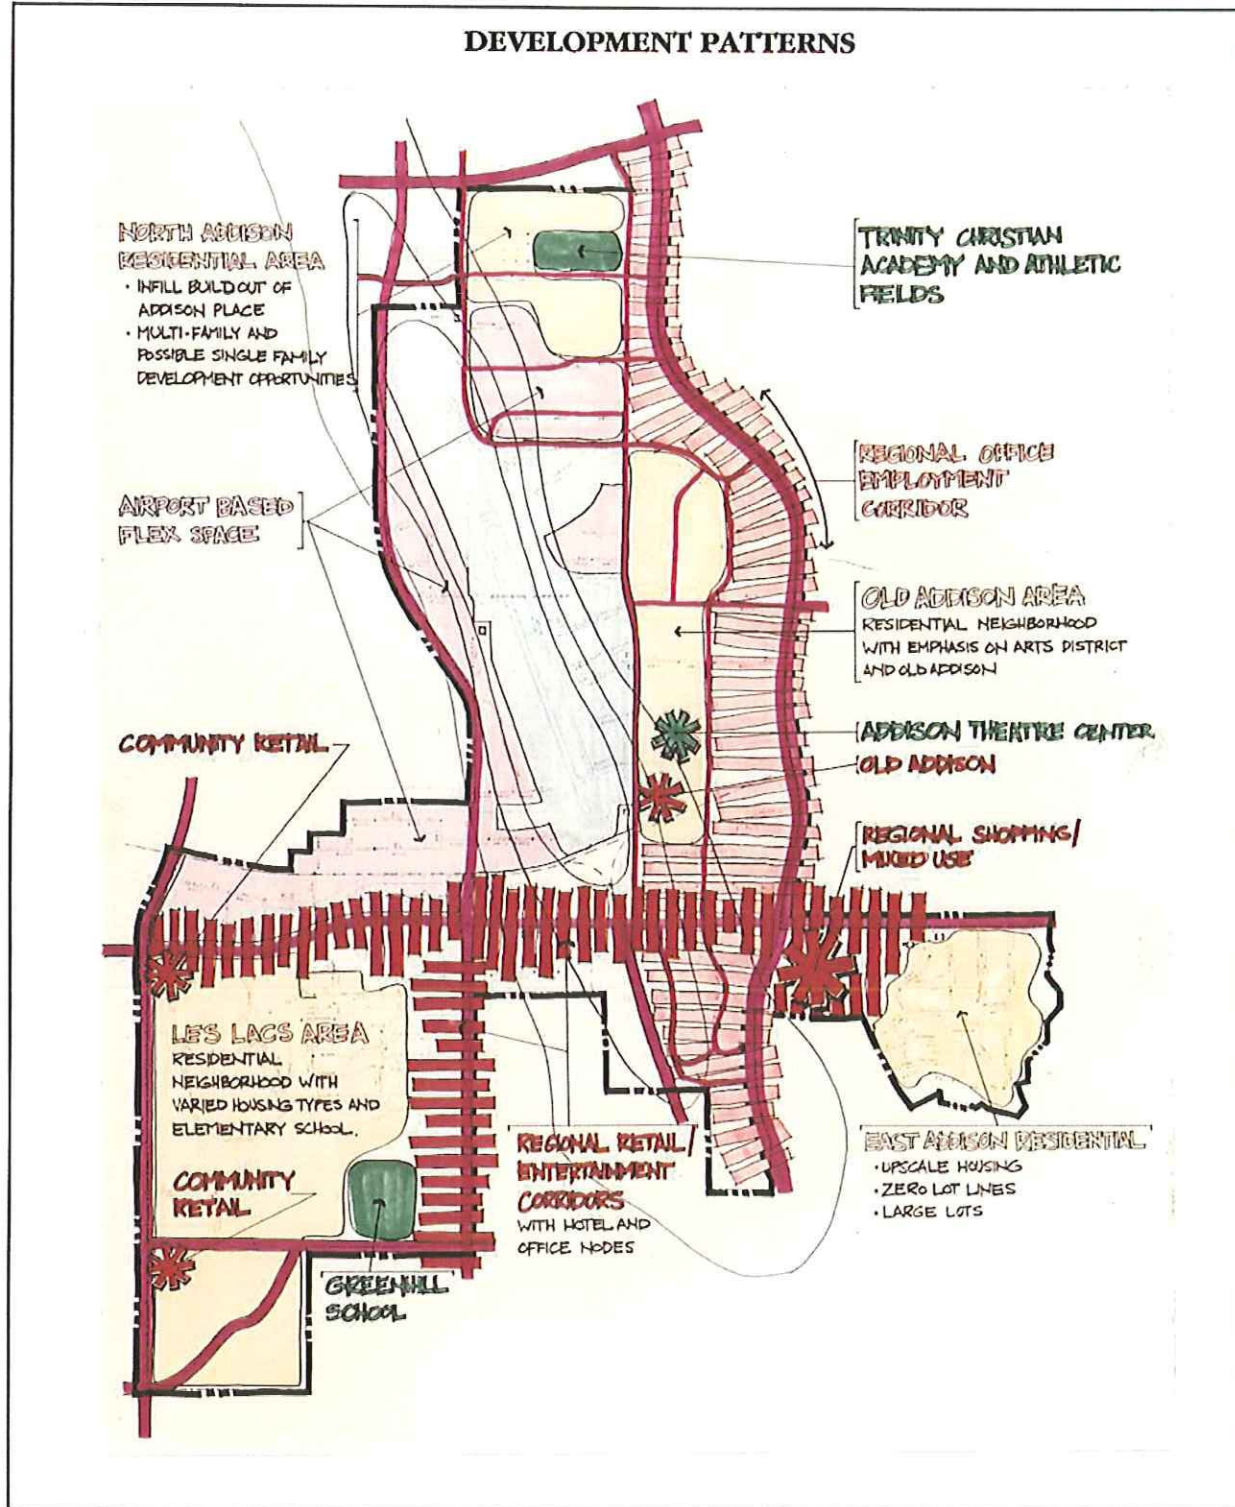 DEVELOPMENT PATTERNS
NORTH ADDISON
RESIDENTIAL AREA
• INFILL BUILDOUT OF
ADDISON PLACE
• MULTI-FAMILY AND
POSSIBLE SINGLE FAMILY
DEVELOPMENT OPPORTUNITIES
TRINITY CHRISTIAN
ACADEMY AND ATHLETIC
FIELDS
AIRPORT BASED
FLEX SPACE
REGIONAL OFFICE
EMPLOYMENT
CORRIDOR
OLD ADDISON AREA
RESIDENTIAL NEIGHBORHOOD
WITH EMPHASIS ON ARTS DISTRICT
AND OLD ADDISON
COMMUNITY RETAIL
ADDISON THEATRE CENTER
OLD ADDISON
REGIONAL SHOPPING/
MIXED USE
LES LACS AREA
RESIDENTIAL
NEIGHBORHOOD WITH
VARIED HOUSING TYPES AND
ELEMENTARY SCHOOL.
COMMUNITY
RETAIL
REGIONAL RETAIL/
ENTERTAINMENT
CORRIDORS
WITH HOTEL AND
OFFICE NODES
EAST ADDISON RESIDENTIAL
• UPSCALE HOUSING
• ZERO LOT LINES
• LARGE LOTS
GREENHILL
SCHOOL